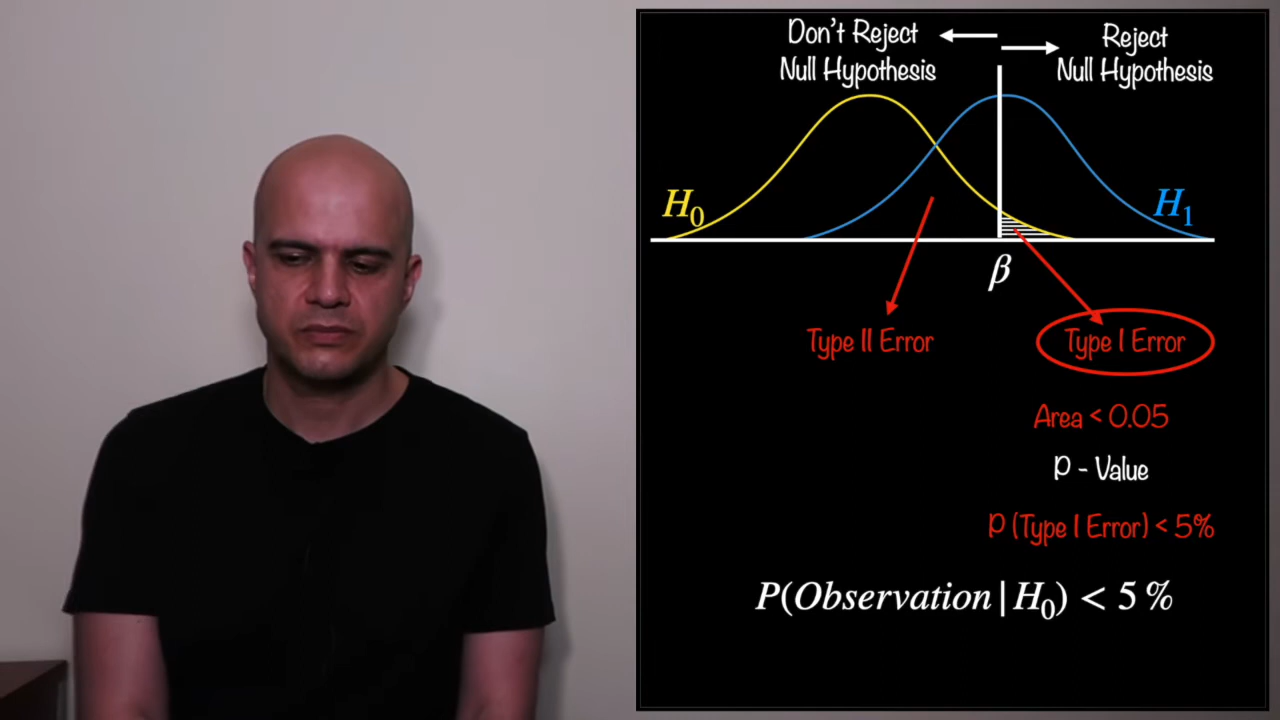 Don't Reject
Null Hypothesis
Reject
Null Hypothesis
H₀
H₁
β
Type II Error
Type I Error
Area < 0.05
P - Value
P (Type I Error) < 5%
P(Observation | H₀) < 5 %